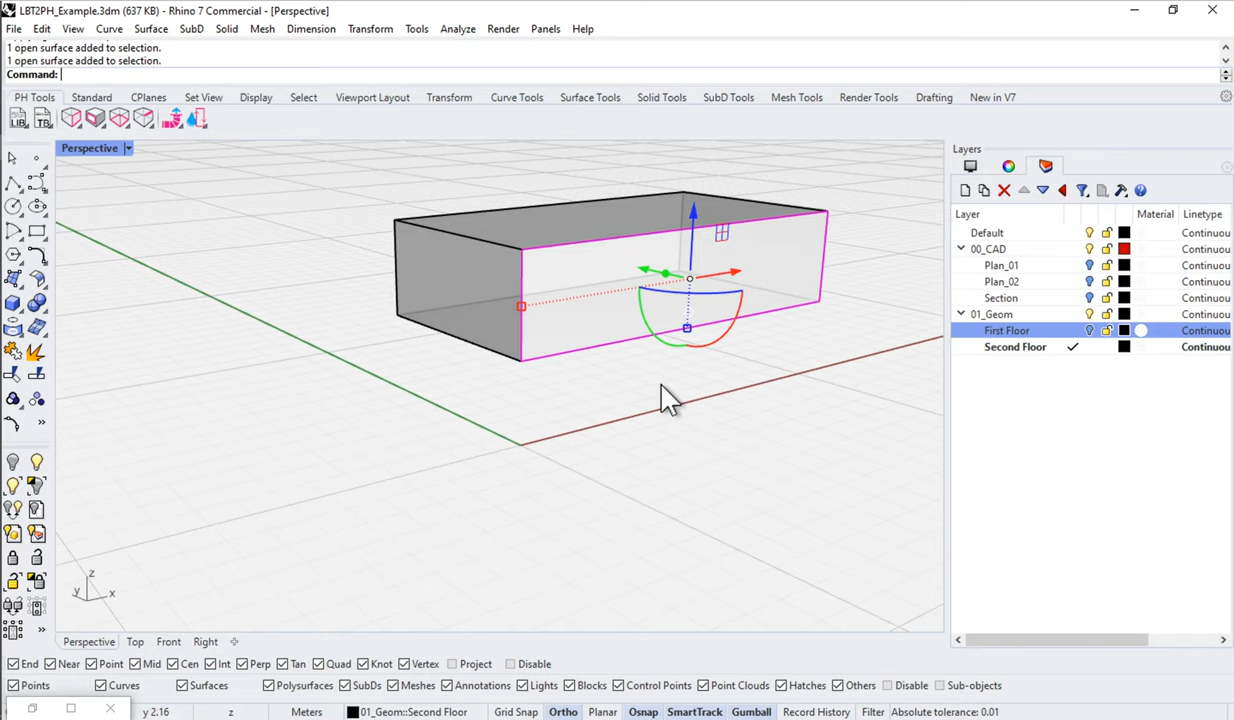 LBT2PH_Example.3dm (637 KB) - Rhino 7 Commercial - [Perspective]
File Edit View Curve Surface SubD Solid Mesh Dimension Transform Tools Analyze Render Panels Help
1 open surface added to selection.
1 open surface added to selection.
Command:
PH Tools Standard CPlanes Set View Display Select Viewport Layout Transform Curve Tools Surface Tools Solid Tools SubD Tools Mesh Tools Render Tools Drafting New in V7
LIB TB
Perspective
Layers
Layer Material Linetype
Default Continuou
00_CAD Continuou
Plan_01 Continuou
Plan_02 Continuou
Section Continuou
01_Geom Continuou
First Floor Continuou
Second Floor Continuou
z
y x
Perspective Top Front Right
End Near Point Mid Cen Int Perp Tan Quad Knot Vertex Project Disable
Points Curves Surfaces Polysurfaces SubDs Meshes Annotations Lights Blocks Control Points Point Clouds Hatches Others Disable Sub-objects
y 2.16 z Meters 01_Geom::Second Floor Grid Snap Ortho Planar Osnap SmartTrack Gumball Record History Filter Absolute tolerance: 0.01